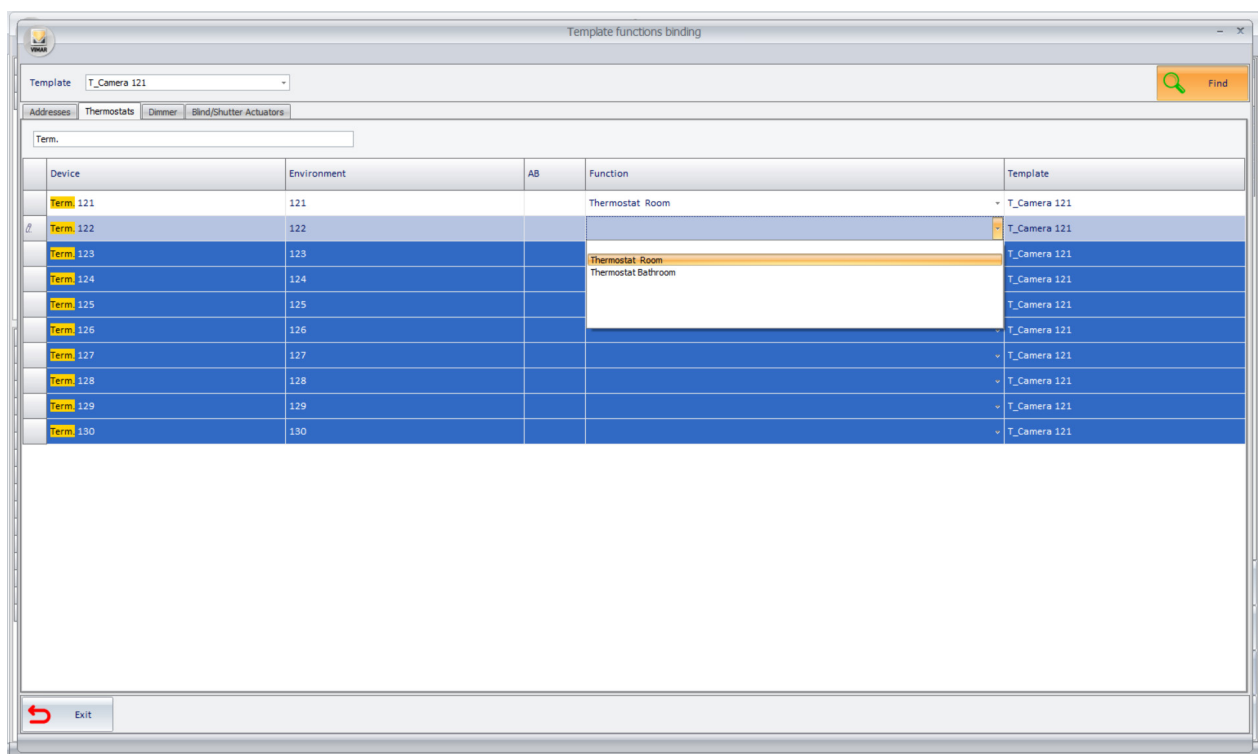 Template functions binding
VIMAR
Template T_Camera 121 Find
Addresses Thermostats Dimmer Blind/Shutter Actuators
Term.
Device Environment AB Function Template
Term. 121 121 Thermostat Room T_Camera 121
Term. 122 122 T_Camera 121
Term. 123 123 Thermostat Room T_Camera 121
Term. 124 124 Thermostat Bathroom T_Camera 121
Term. 125 125 T_Camera 121
Term. 126 126 T_Camera 121
Term. 127 127 T_Camera 121
Term. 128 128 T_Camera 121
Term. 129 129 T_Camera 121
Term. 130 130 T_Camera 121
Exit